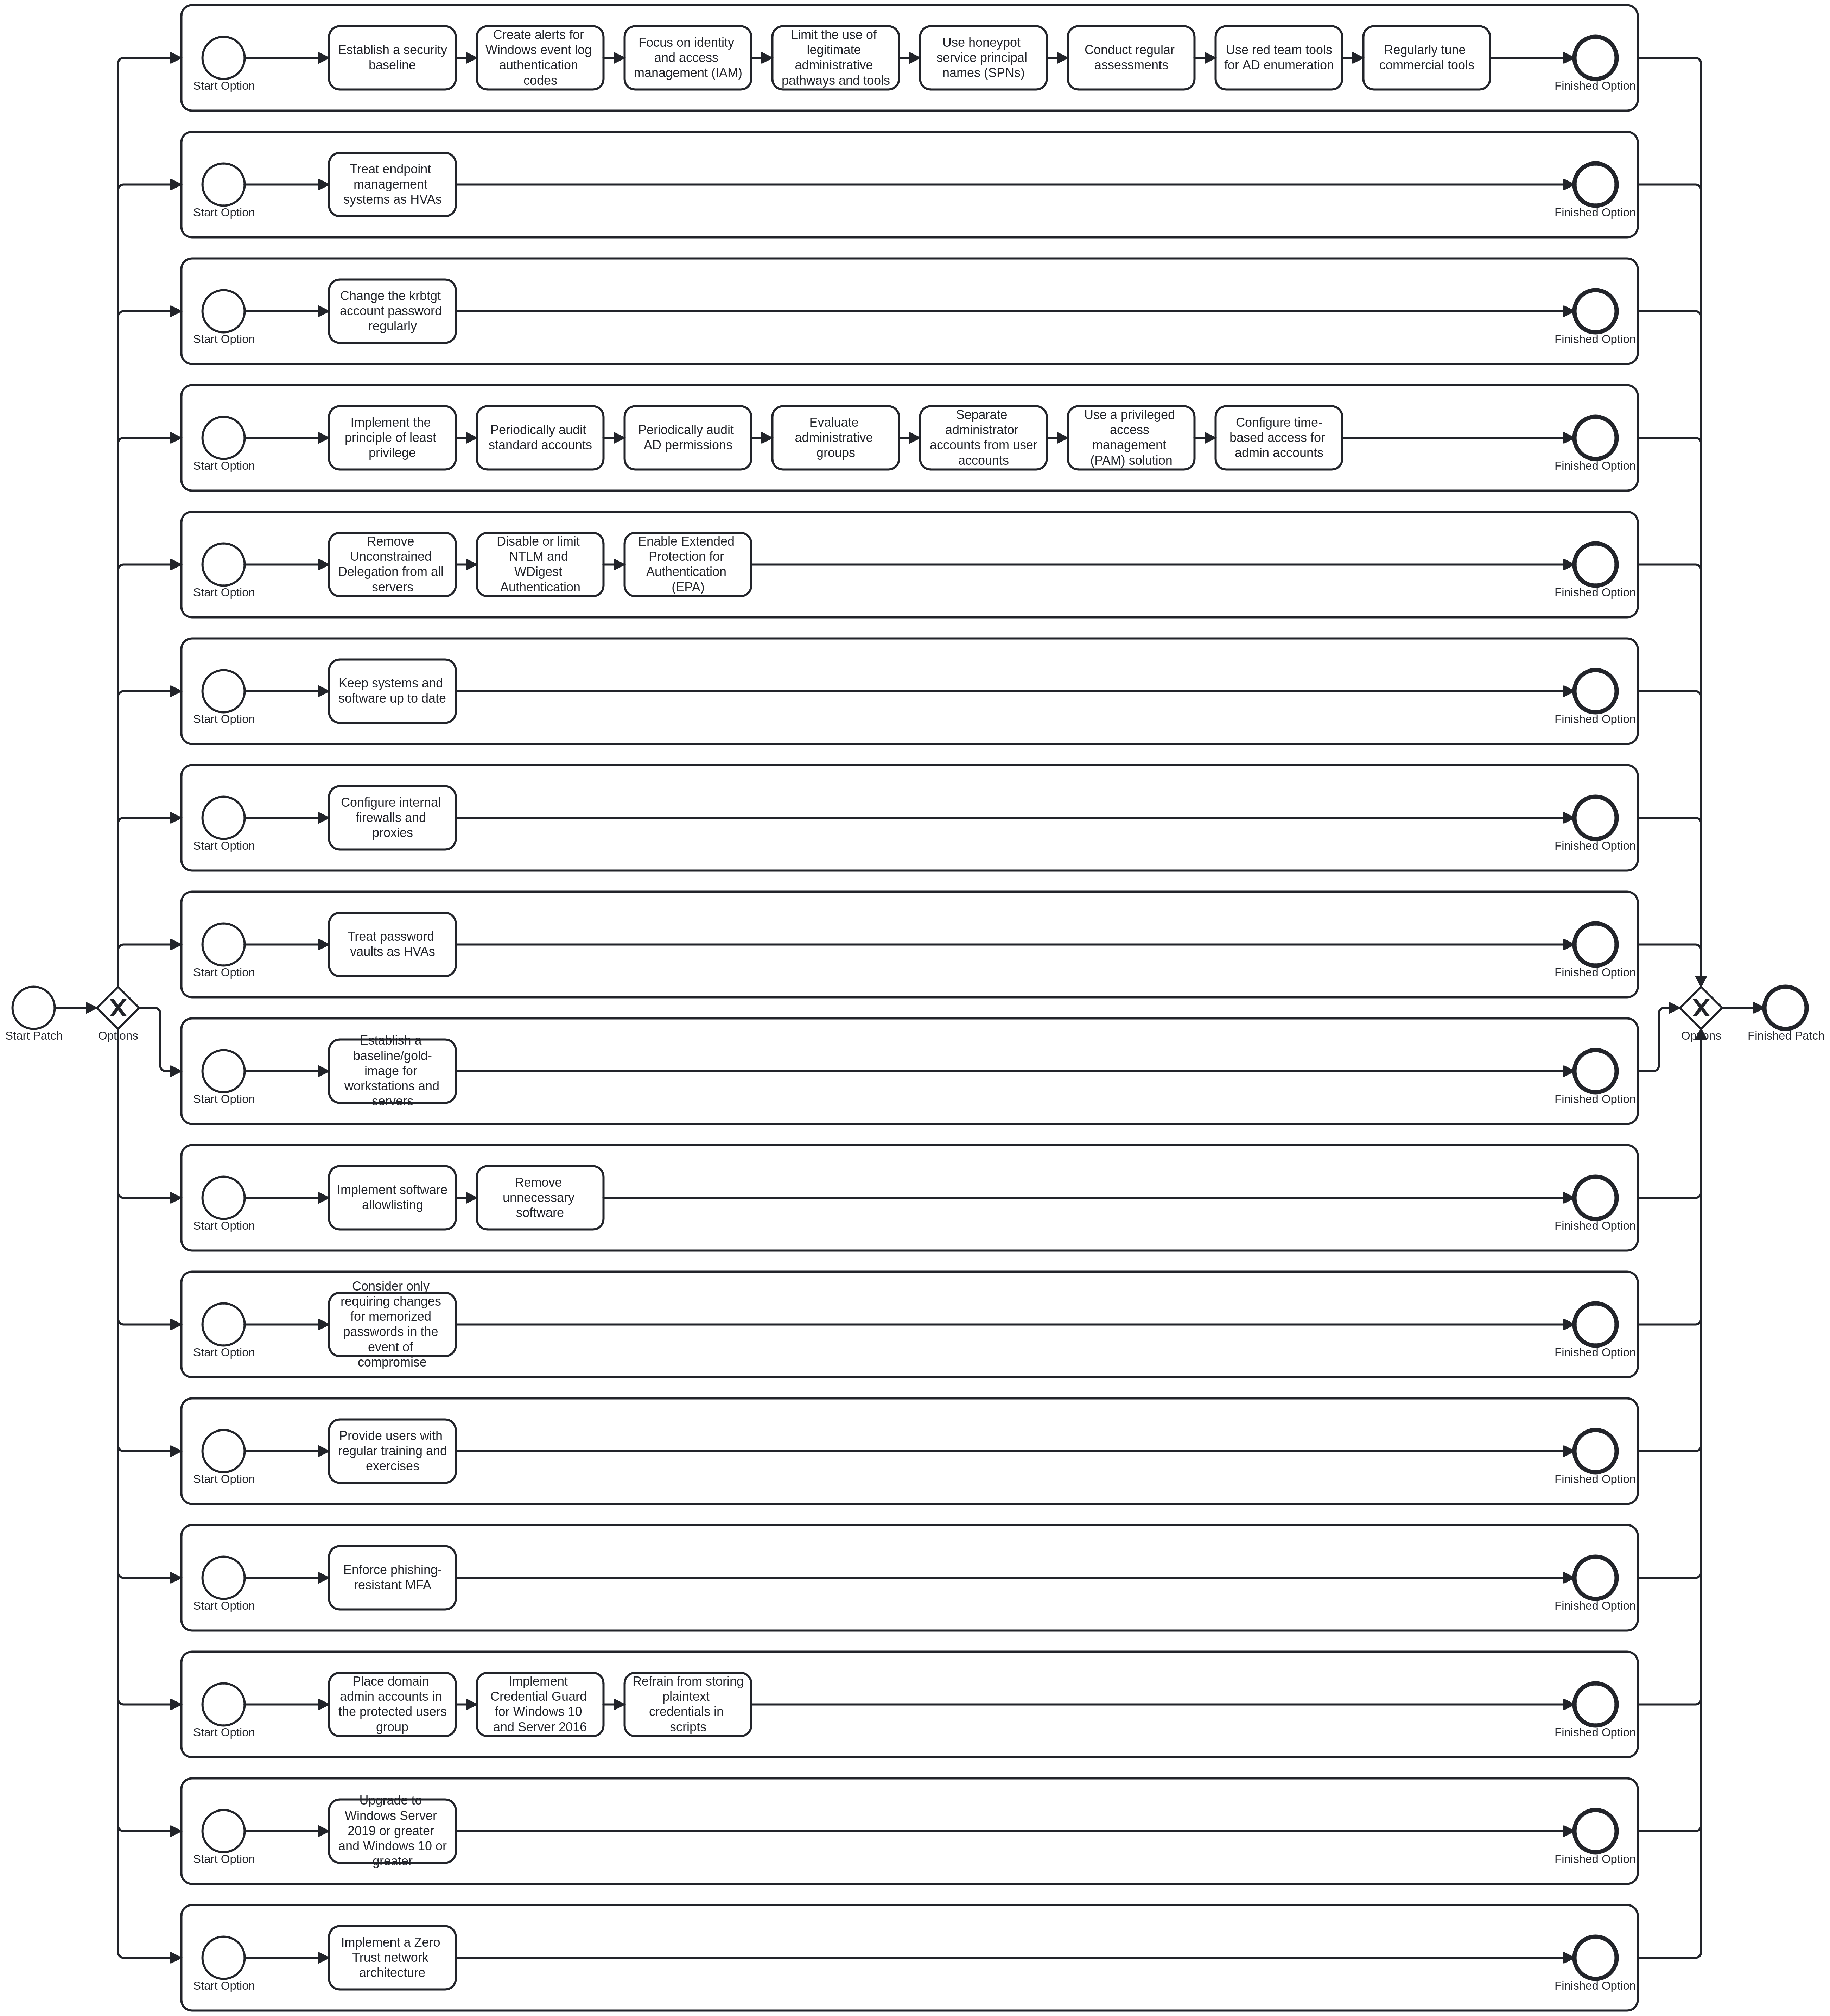 Establish a security
baseline
Create alerts for
Windows event log
authentication
codes
Focus on identity
and access
management (IAM)
Limit the use of
legitimate
administrative
pathways and tools
Use honeypot
service principal
names (SPNs)
Conduct regular
assessments
Use red team tools
for AD enumeration
Regularly tune
commercial tools
Start Option
Finished Option
Treat endpoint
management
systems as HVAs
Start Option
Finished Option
Change the krbtgt
account password
regularly
Start Option
Finished Option
Implement the
principle of least
privilege
Periodically audit
standard accounts
Periodically audit
AD permissions
Evaluate
administrative
groups
Separate
administrator
accounts from user
accounts
Use a privileged
access
management
(PAM) solution
Configure time-
based access for
admin accounts
Start Option
Finished Option
Remove
Unconstrained
Delegation from all
servers
Disable or limit
NTLM and
WDigest
Authentication
Enable Extended
Protection for
Authentication
(EPA)
Start Option
Finished Option
Keep systems and
software up to date
Start Option
Finished Option
Configure internal
firewalls and
proxies
Start Option
Finished Option
Treat password
vaults as HVAs
Start Option
Finished Option
Start Patch
Options
Options
Finished Patch
Establish a
baseline/gold-
image for
workstations and
servers
Start Option
Finished Option
Implement software
allowlisting
Remove
unnecessary
software
Start Option
Finished Option
Consider only
requiring changes
for memorized
passwords in the
event of
compromise
Start Option
Finished Option
Provide users with
regular training and
exercises
Start Option
Finished Option
Enforce phishing-
resistant MFA
Start Option
Finished Option
Place domain
admin accounts in
the protected users
group
Implement
Credential Guard
for Windows 10
and Server 2016
Refrain from storing
plaintext
credentials in
scripts
Start Option
Finished Option
Upgrade to
Windows Server
2019 or greater
and Windows 10 or
greater
Start Option
Finished Option
Implement a Zero
Trust network
architecture
Start Option
Finished Option